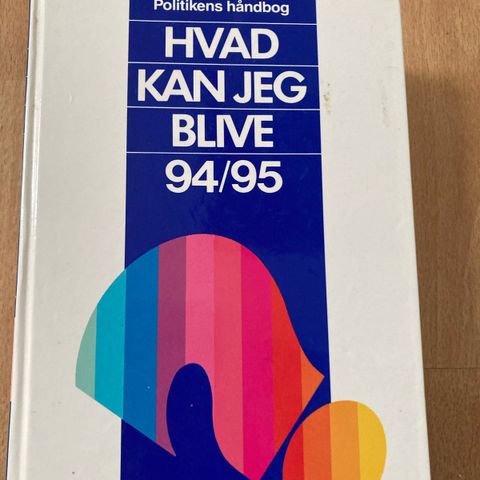 Politikens håndbog
HVAD
KAN JEG
BLIVE
94/95